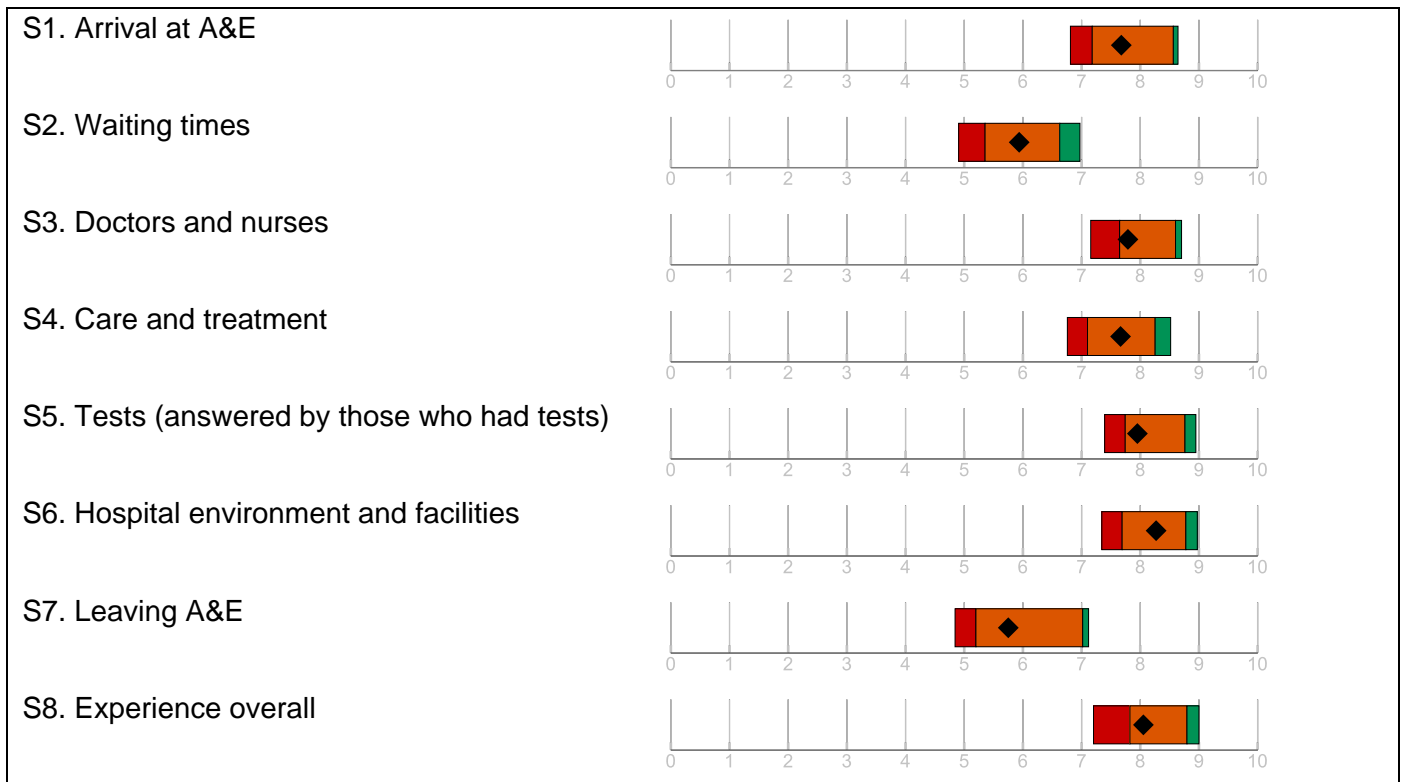 S1. Arrival at A&E
0 1 2 3 4 5 6 7 8 9 10
S2. Waiting times
0 1 2 3 4 5 6 7 8 9 10
S3. Doctors and nurses
0 1 2 3 4 5 6 7 8 9 10
S4. Care and treatment
0 1 2 3 4 5 6 7 8 9 10
S5. Tests (answered by those who had tests)
0 1 2 3 4 5 6 7 8 9 10
S6. Hospital environment and facilities
0 1 2 3 4 5 6 7 8 9 10
S7. Leaving A&E
0 1 2 3 4 5 6 7 8 9 10
S8. Experience overall
0 1 2 3 4 5 6 7 8 9 10